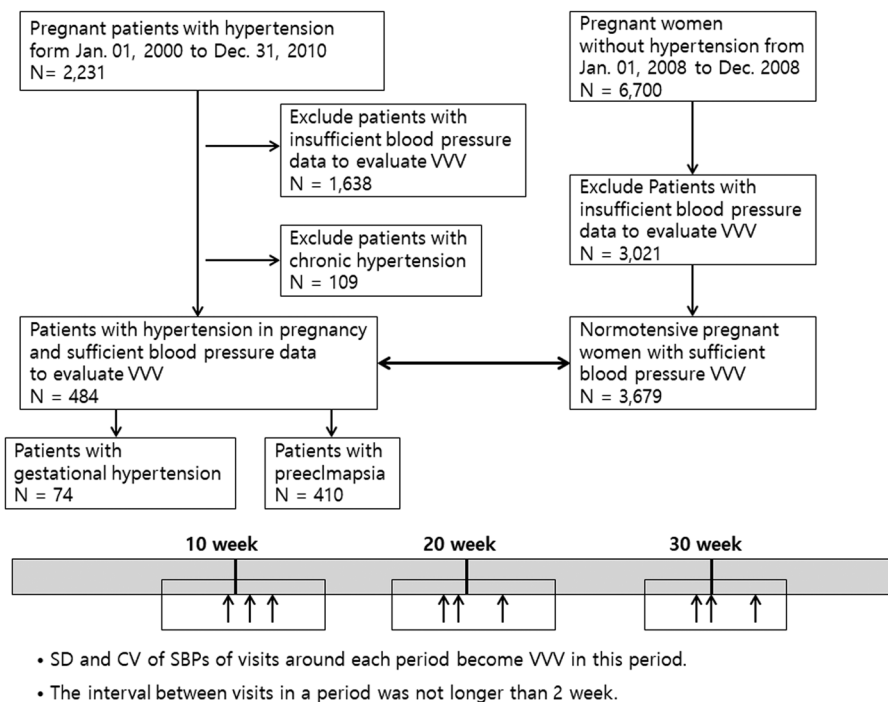 Pregnant patients with hypertension
form Jan. 01, 2000 to Dec. 31, 2010
N= 2,231
Pregnant women
without hypertension from
Jan. 01, 2008 to Dec. 2008
N = 6,700
Exclude patients with
insufficient blood pressure
data to evaluate VVV
N = 1,638
Exclude Patients with
insufficient blood pressure
data to evaluate VVV
N = 3,021
Exclude patients with
chronic hypertension
N = 109
Patients with hypertension in pregnancy
and sufficient blood pressure data
to evaluate VVV
N = 484
Normotensive pregnant
women with sufficient
blood pressure VVV
N = 3,679
Patients with
gestational hypertension
N = 74
Patients with
preeclmapsia
N = 410
10 week 20 week 30 week
• SD and CV of SBPs of visits around each period become VVV in this period.
• The interval between visits in a period was not longer than 2 week.